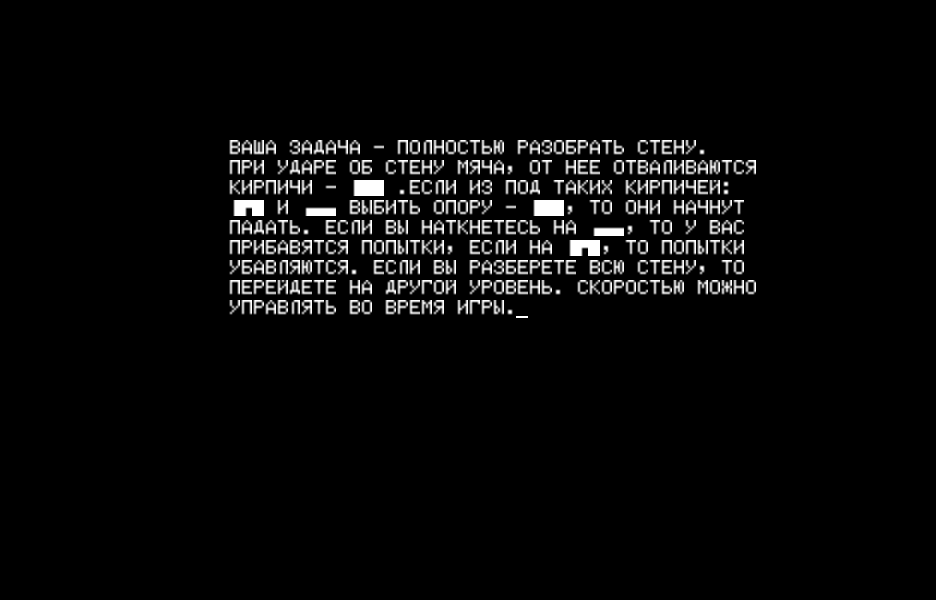 ВАША ЗАДАЧА - ПОЛНОСТЬЮ РАЗОБРАТЬ СТЕНУ.
ПРИ УДАРЕ ОБ СТЕНУ МЯЧА, ОТ НЕЕ ОТВАЛИВАЮТСЯ
КИРПИЧИ - .ЕСЛИ ИЗ ПОД ТАКИХ КИРПИЧЕЙ:
И ВЫБИТЬ ОПОРУ - , ТО ОНИ НАЧНУТ
ПАДАТЬ. ЕСЛИ ВЫ НАТКНЕТЕСЬ НА , ТО У ВАС
ПРИБАВЯТСЯ ПОПЫТКИ, ЕСЛИ НА , ТО ПОПЫТКИ
УБАВЛЯЮТСЯ. ЕСЛИ ВЫ РАЗБЕРЕТЕ ВСЮ СТЕНУ, ТО
ПЕРЕЙДЕТЕ НА ДРУГОЙ УРОВЕНЬ. СКОРОСТЬЮ МОЖНО
УПРАВЛЯТЬ ВО ВРЕМЯ ИГРЫ._